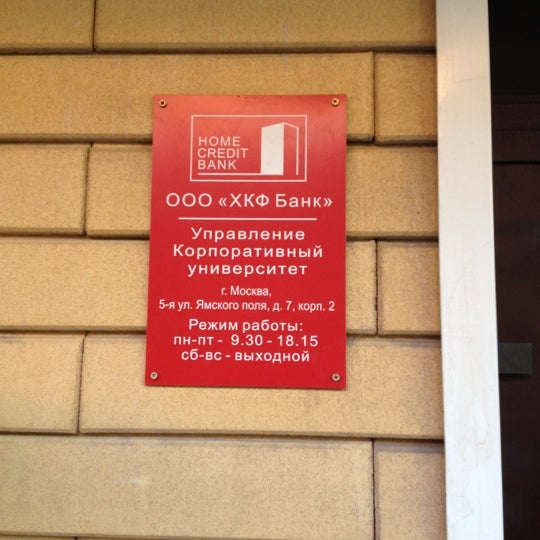 HOME
CREDIT
BANK
ООО «ХКФ Банк»
Управление
Корпоративный
университет
г. Москва,
5-я ул. Ямского поля, д. 7, корп. 2
Режим работы:
пн-пт - 9.30 - 18.15
сб-вс - выходной